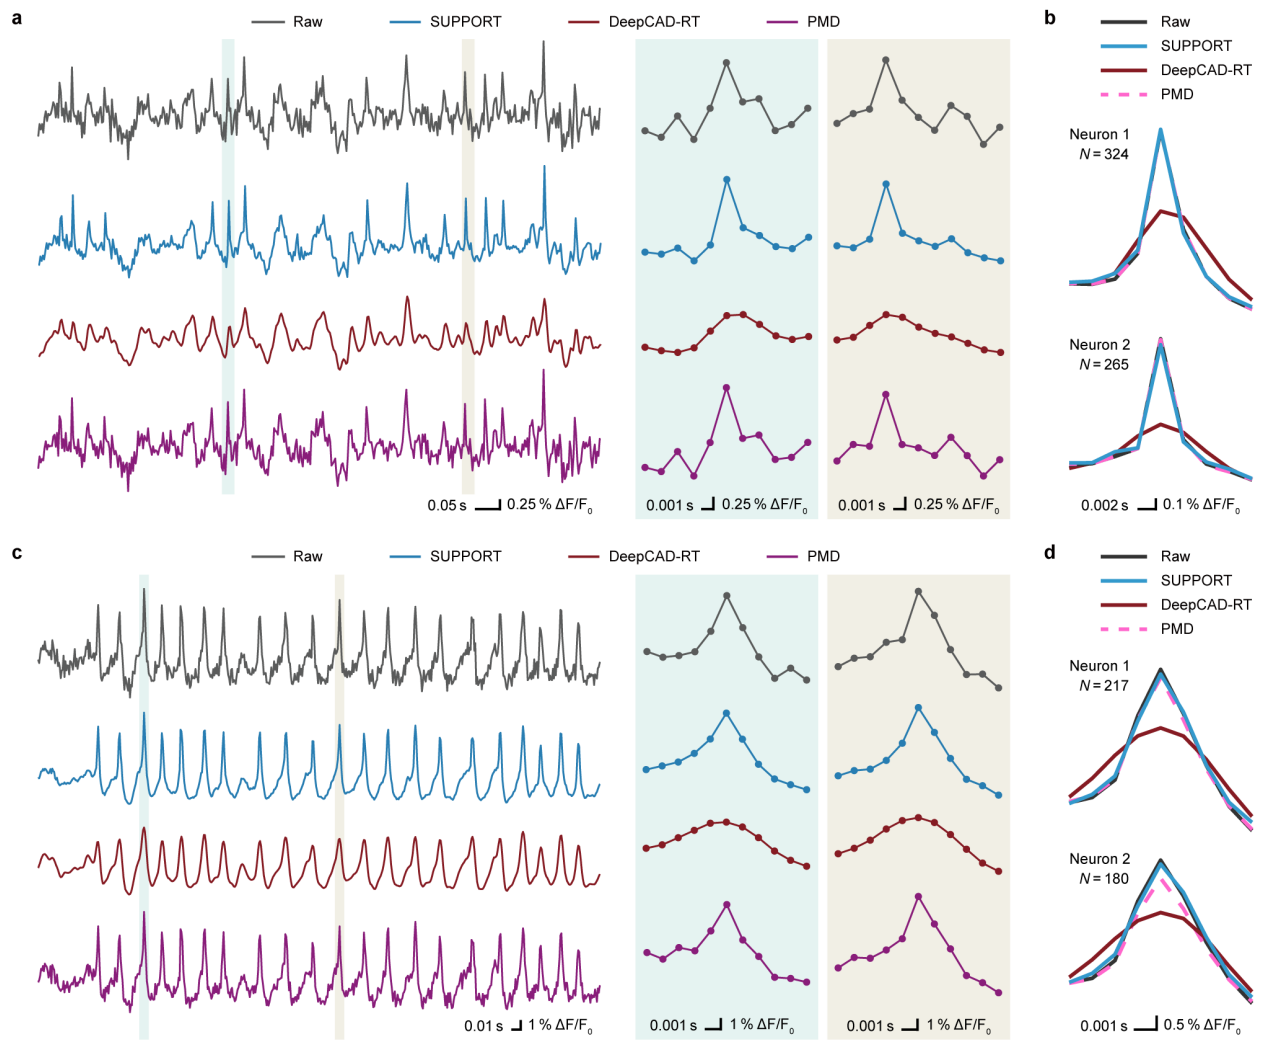 a
Raw
SUPPORT
DeepCAD-RT
PMD
0.05 s
0.25 % ΔF/F₀
0.001 s
0.25 % ΔF/F₀
0.001 s
0.25 % ΔF/F₀
b
Raw
SUPPORT
DeepCAD-RT
PMD
Neuron 1
N = 324
Neuron 2
N = 265
0.002 s
0.1 % ΔF/F₀
c
Raw
SUPPORT
DeepCAD-RT
PMD
0.01 s
1 % ΔF/F₀
0.001 s
1 % ΔF/F₀
0.001 s
1 % ΔF/F₀
d
Raw
SUPPORT
DeepCAD-RT
PMD
Neuron 1
N = 217
Neuron 2
N = 180
0.001 s
0.5 % ΔF/F₀